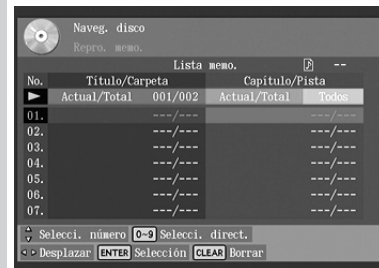 Naveg. disco
Repro. memo.
Lista memo. --
No. Título/Carpeta Capítulo/Pista
Actual/Total 001/002 Actual/Total Todos
01. ---/--- ---/---
02. ---/--- ---/---
03. ---/--- ---/---
04. ---/--- ---/---
05. ---/--- ---/---
06. ---/--- ---/---
07. ---/--- ---/---
Selecci. número 0~9 Selecci. direct.
Desplazar ENTER Selección CLEAR Borrar